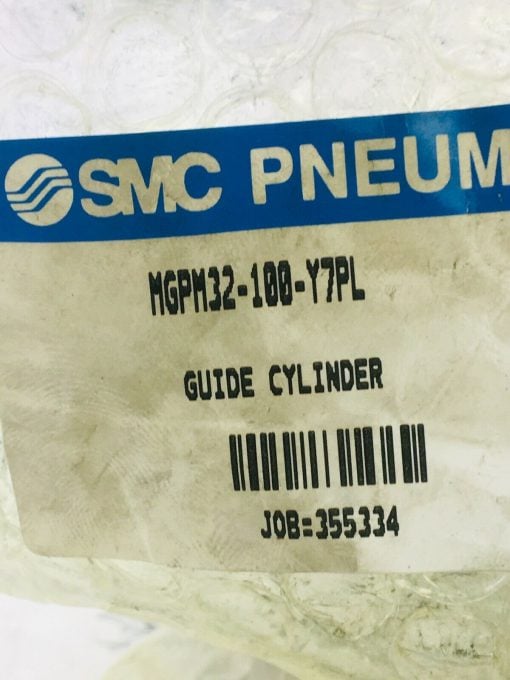 SMC PNEUM
MGPM32-100-Y7PL
GUIDE CYLINDER
JOB=355334